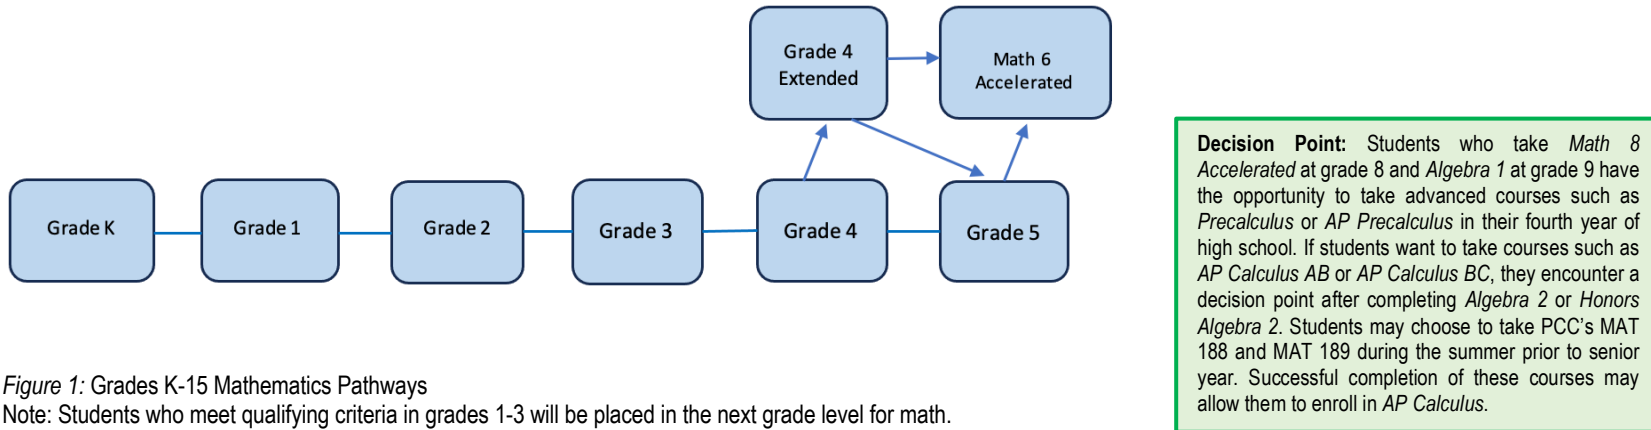 Grade 4
Extended
Math 6
Accelerated
Grade K
Grade 1
Grade 2
Grade 3
Grade 4
Grade 5
Decision Point: Students who take Math 8
Accelerated at grade 8 and Algebra 1 at grade 9 have
the opportunity to take advanced courses such as
Precalculus or AP Precalculus in their fourth year of
high school. If students want to take courses such as
AP Calculus AB or AP Calculus BC, they encounter a
decision point after completing Algebra 2 or Honors
Algebra 2. Students may choose to take PCC's MAT
188 and MAT 189 during the summer prior to senior
year. Successful completion of these courses may
allow them to enroll in AP Calculus.
Figure 1: Grades K-15 Mathematics Pathways
Note: Students who meet qualifying criteria in grades 1-3 will be placed in the next grade level for math.